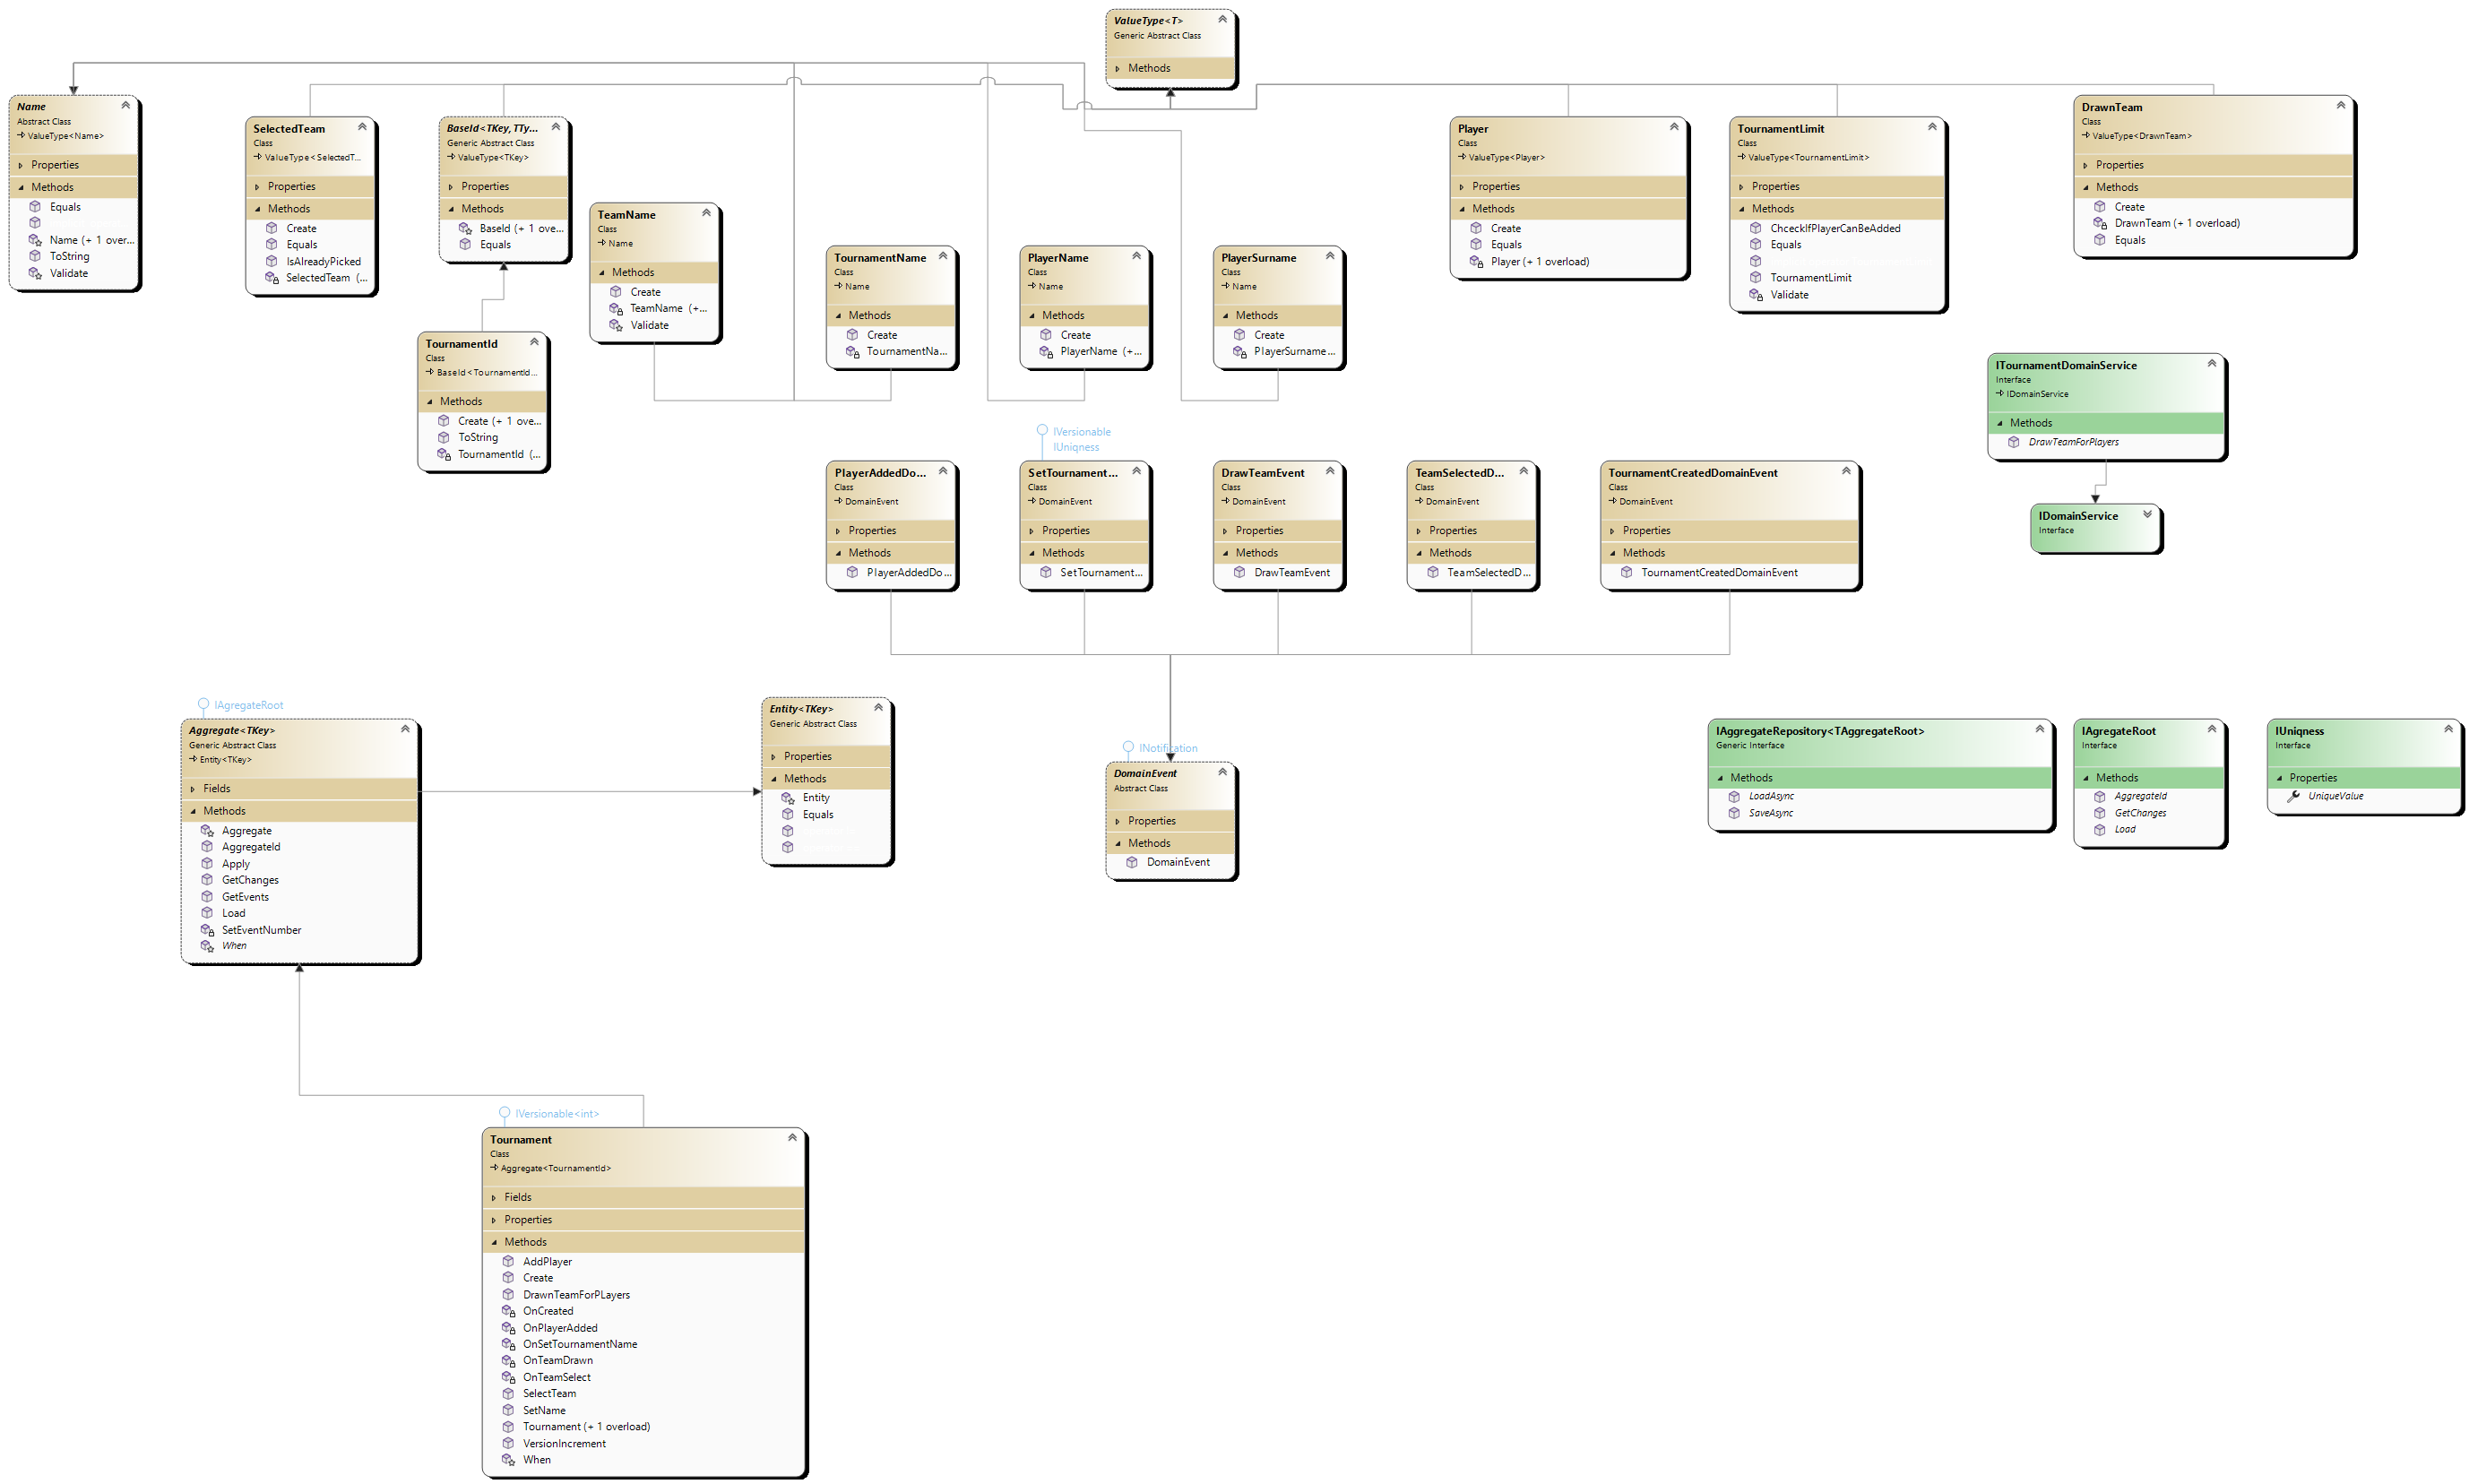 ValueType<T>
Generic Abstract Class
Methods
Name
Abstract Class
ValueType<Name>
Properties
Methods
Equals
Name (+ 1 over...
ToString
Validate
SelectedTeam
Class
ValueType<SelectedT...
Properties
Methods
Create
Equals
IsAlreadyPicked
SelectedTeam (...
BaseId<TKey,TTy...
Generic Abstract Class
ValueType<TKey>
Properties
Methods
BaseId (+ 1 ove...
Equals
TeamName
Class
Name
Methods
Create
TeamName (+...
Validate
TournamentName
Class
Name
Methods
Create
TournamentNa...
PlayerName
Class
Name
Methods
Create
PlayerName (+...
PlayerSurname
Class
Name
Methods
Create
PlayerSurname...
Player
Class
ValueType<Player>
Properties
Methods
Create
Equals
Player (+ 1 overload)
TournamentLimit
Class
ValueType<TournamentLimit>
Properties
Methods
ChceckIfPlayerCanBeAdded
Equals
TournamentLimit
Validate
DrawnTeam
Class
ValueType<DrawnTeam>
Properties
Methods
Create
DrawnTeam (+ 1 overload)
Equals
TournamentId
Class
BaseId<TournamentId...
Methods
Create (+ 1 ove...
ToString
TournamentId (...
ITournamentDomainService
Interface
IDomainService
Methods
DrawTeamForPlayers
IDomainService
Interface
PlayerAddedDo...
Class
DomainEvent
Properties
Methods
PlayerAddedDo...
IVersionable
IUniqness
SetTournament...
Class
DomainEvent
Properties
Methods
SetTournament...
DrawTeamEvent
Class
DomainEvent
Properties
Methods
DrawTeamEvent
TeamSelectedD...
Class
DomainEvent
Properties
Methods
TeamSelectedD...
TournamentCreatedDomainEvent
Class
DomainEvent
Properties
Methods
TournamentCreatedDomainEvent
IAgregateRoot
Aggregate<TKey>
Generic Abstract Class
Entity<TKey>
Fields
Methods
Aggregate
AggregateId
Apply
GetChanges
GetEvents
Load
SetEventNumber
When
Entity<TKey>
Generic Abstract Class
Properties
Methods
Entity
Equals
INotification
DomainEvent
Abstract Class
Properties
Methods
DomainEvent
IAggregateRepository<TAggregateRoot>
Generic Interface
Methods
LoadAsync
SaveAsync
IAgregateRoot
Interface
Methods
AggregateId
GetChanges
Load
IUniqness
Interface
Properties
UniqueValue
IVersionable<int>
Tournament
Class
Aggregate<TournamentId>
Fields
Properties
Methods
AddPlayer
Create
DrawnTeamForPLayers
OnCreated
OnPlayerAdded
OnSetTournamentName
OnTeamDrawn
OnTeamSelect
SelectTeam
SetName
Tournament (+ 1 overload)
VersionIncrement
When